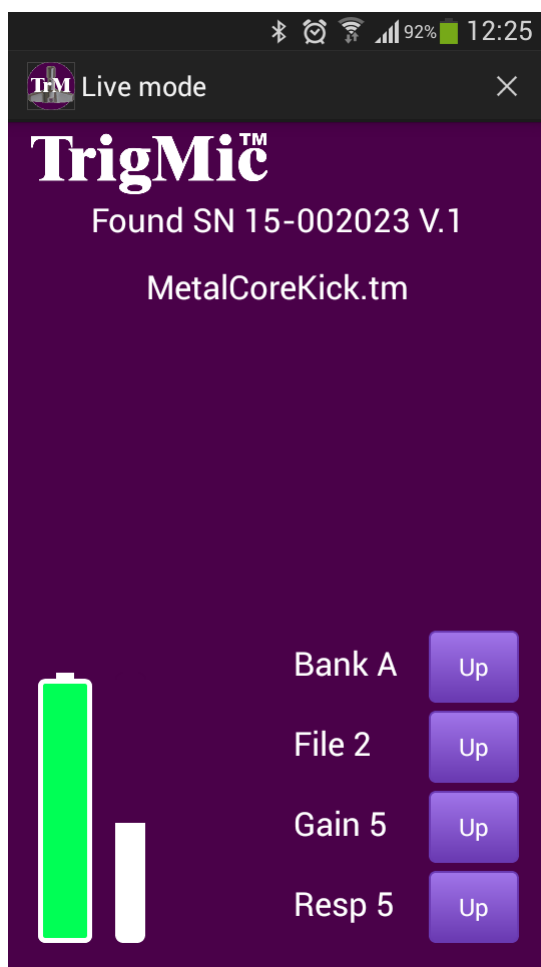 92% 12:25
TrM Live mode
TrigMic™
Found SN 15-002023 V.1
MetalCoreKick.tm
Bank A Up
File 2 Up
Gain 5 Up
Resp 5 Up